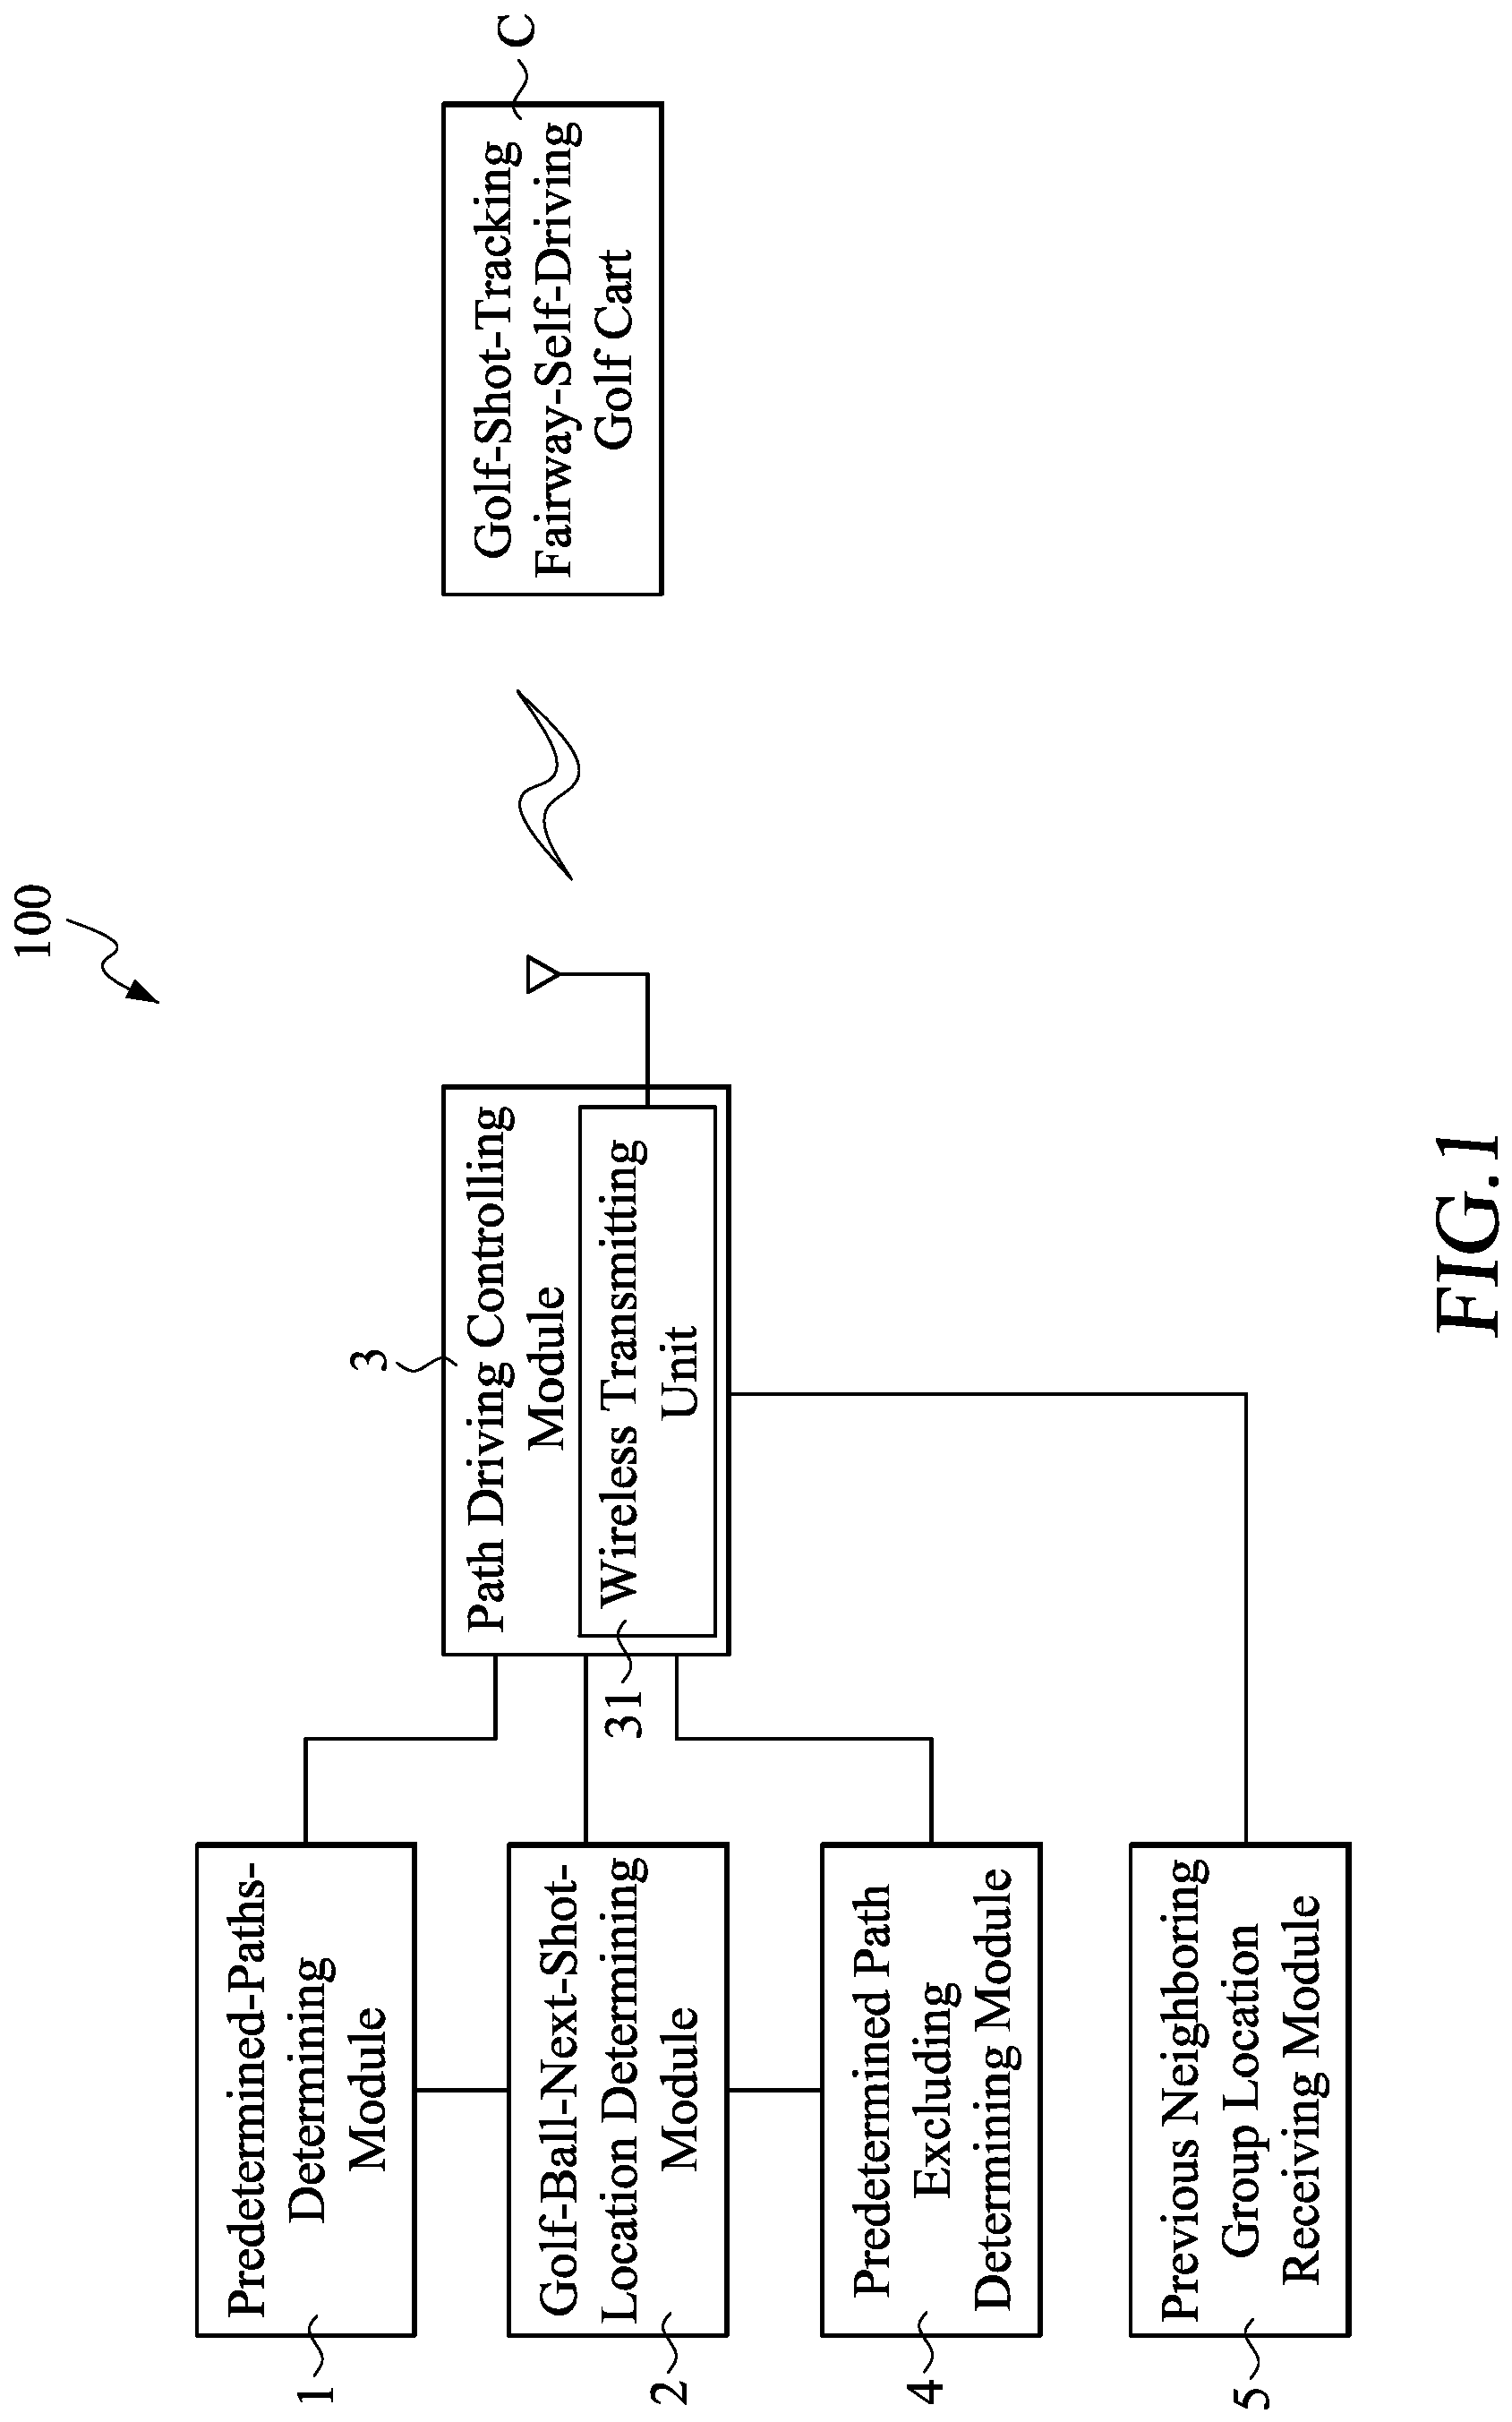 100
Predetermined-Paths-
Determining
Module
1
Golf-Ball-Next-Shot-
Location Determining
Module
2
Predetermined Path
Excluding
Determining Module
4
Previous Neighboring
Group Location
Receiving Module
5
3
Path Driving Controlling
Module
Wireless Transmitting
Unit
31
Golf-Shot-Tracking
Fairway-Self-Driving
Golf Cart
C
FIG.1